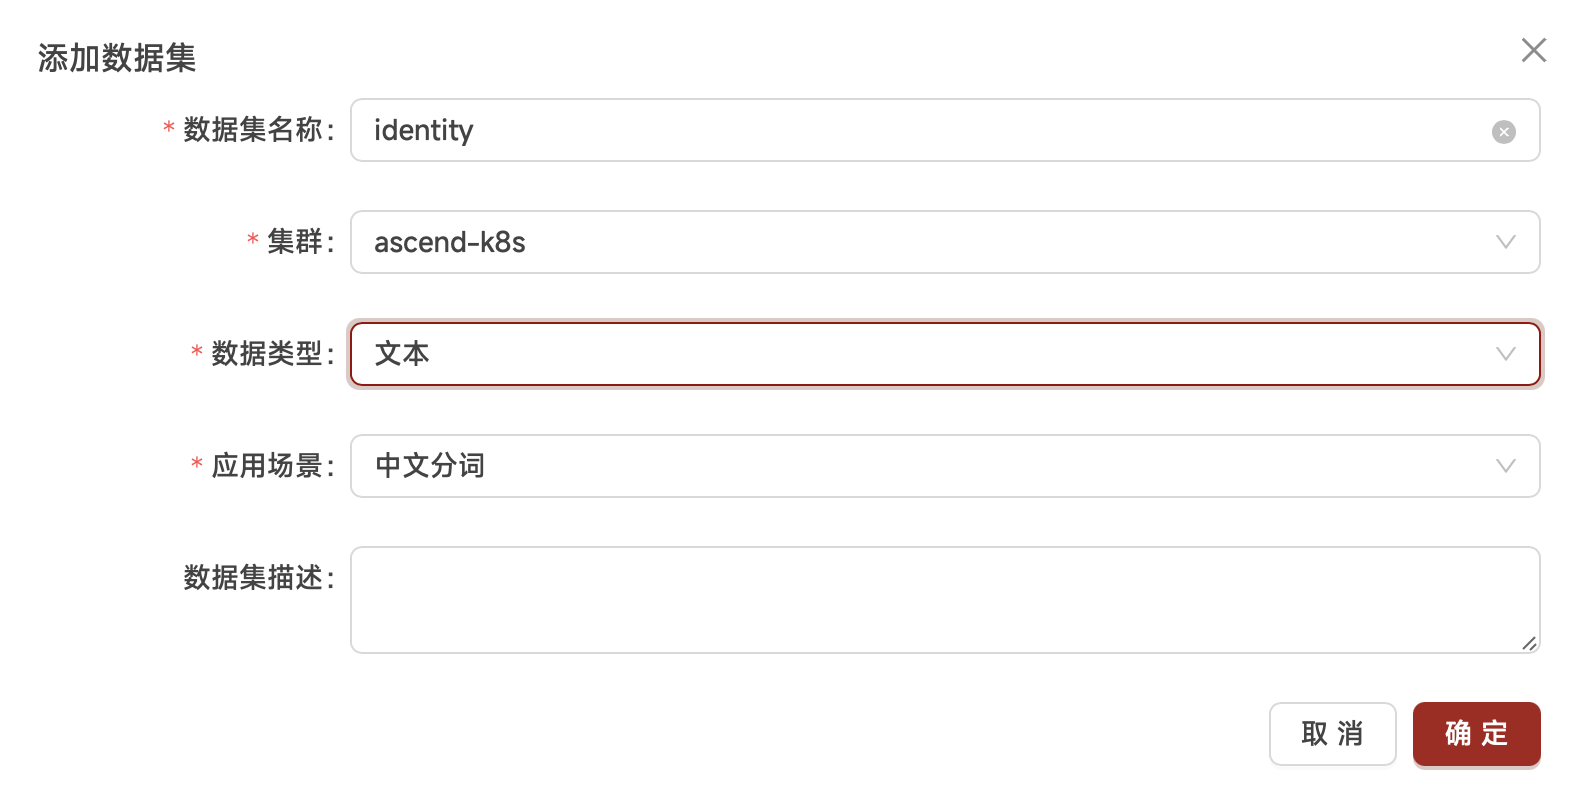 添加数据集
* 数据集名称: identity
* 集群: ascend-k8s
* 数据类型: 文本
* 应用场景: 中文分词
数据集描述:
取 消 确 定